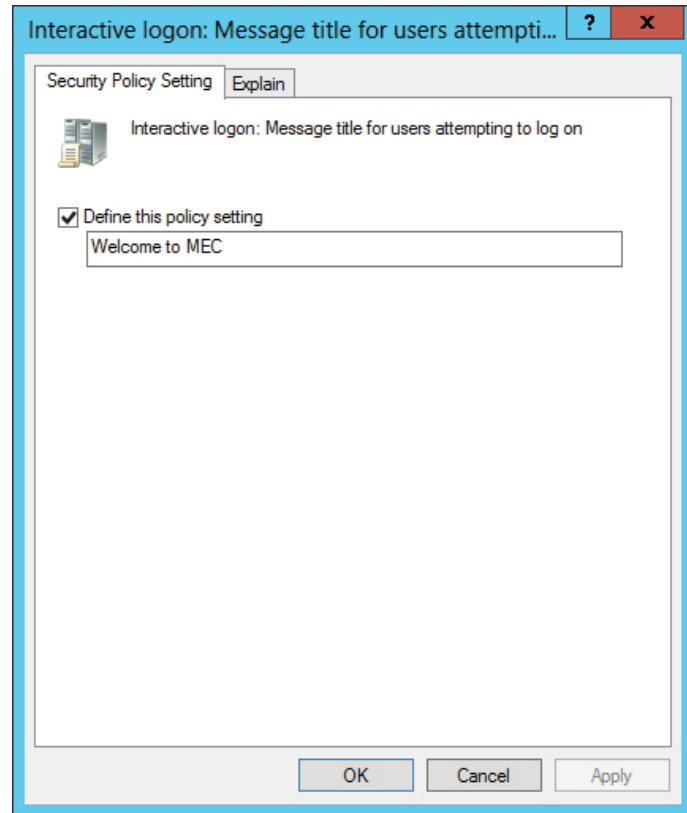 Interactive logon: Message title for users attempti...
?
x
Security Policy Setting
Explain
Interactive logon: Message title for users attempting to log on
Define this policy setting
Welcome to MEC
OK
Cancel
Apply